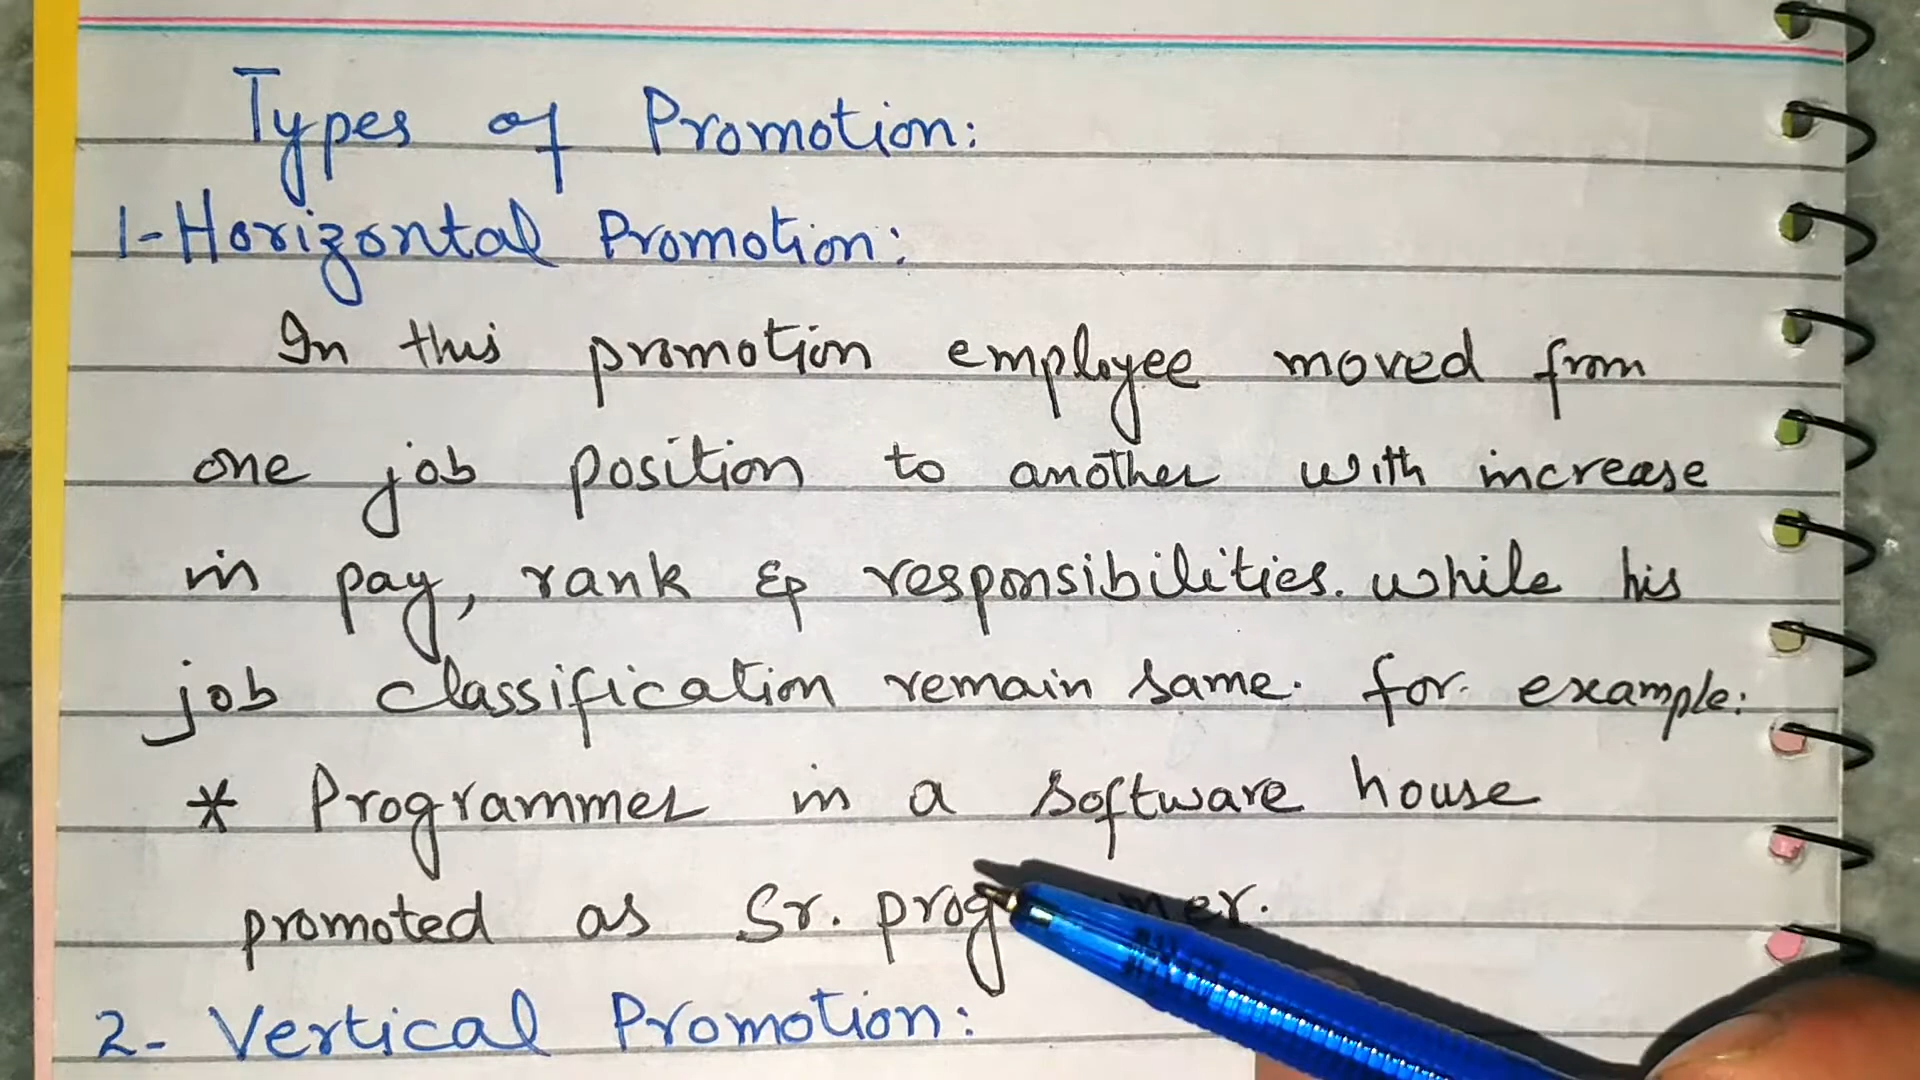 Types of Promotion:
1-Horizontal Promotion:
In this promotion employee moved from
one job position to another with increase
in pay, rank & responsibilities. while his
job classification remain same. for example:
* Programmer in a software house
promoted as Sr. programmer.
2- Vertical Promotion: